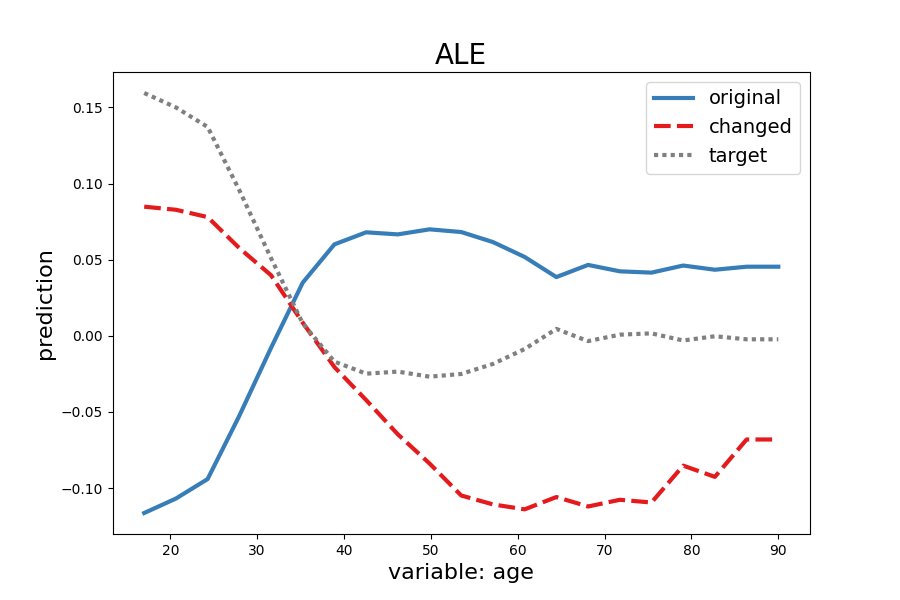 ALE
original
changed
target
prediction
0.15
0.10
0.05
0.00
−0.05
−0.10
20 30 40 50 60 70 80 90
variable: age